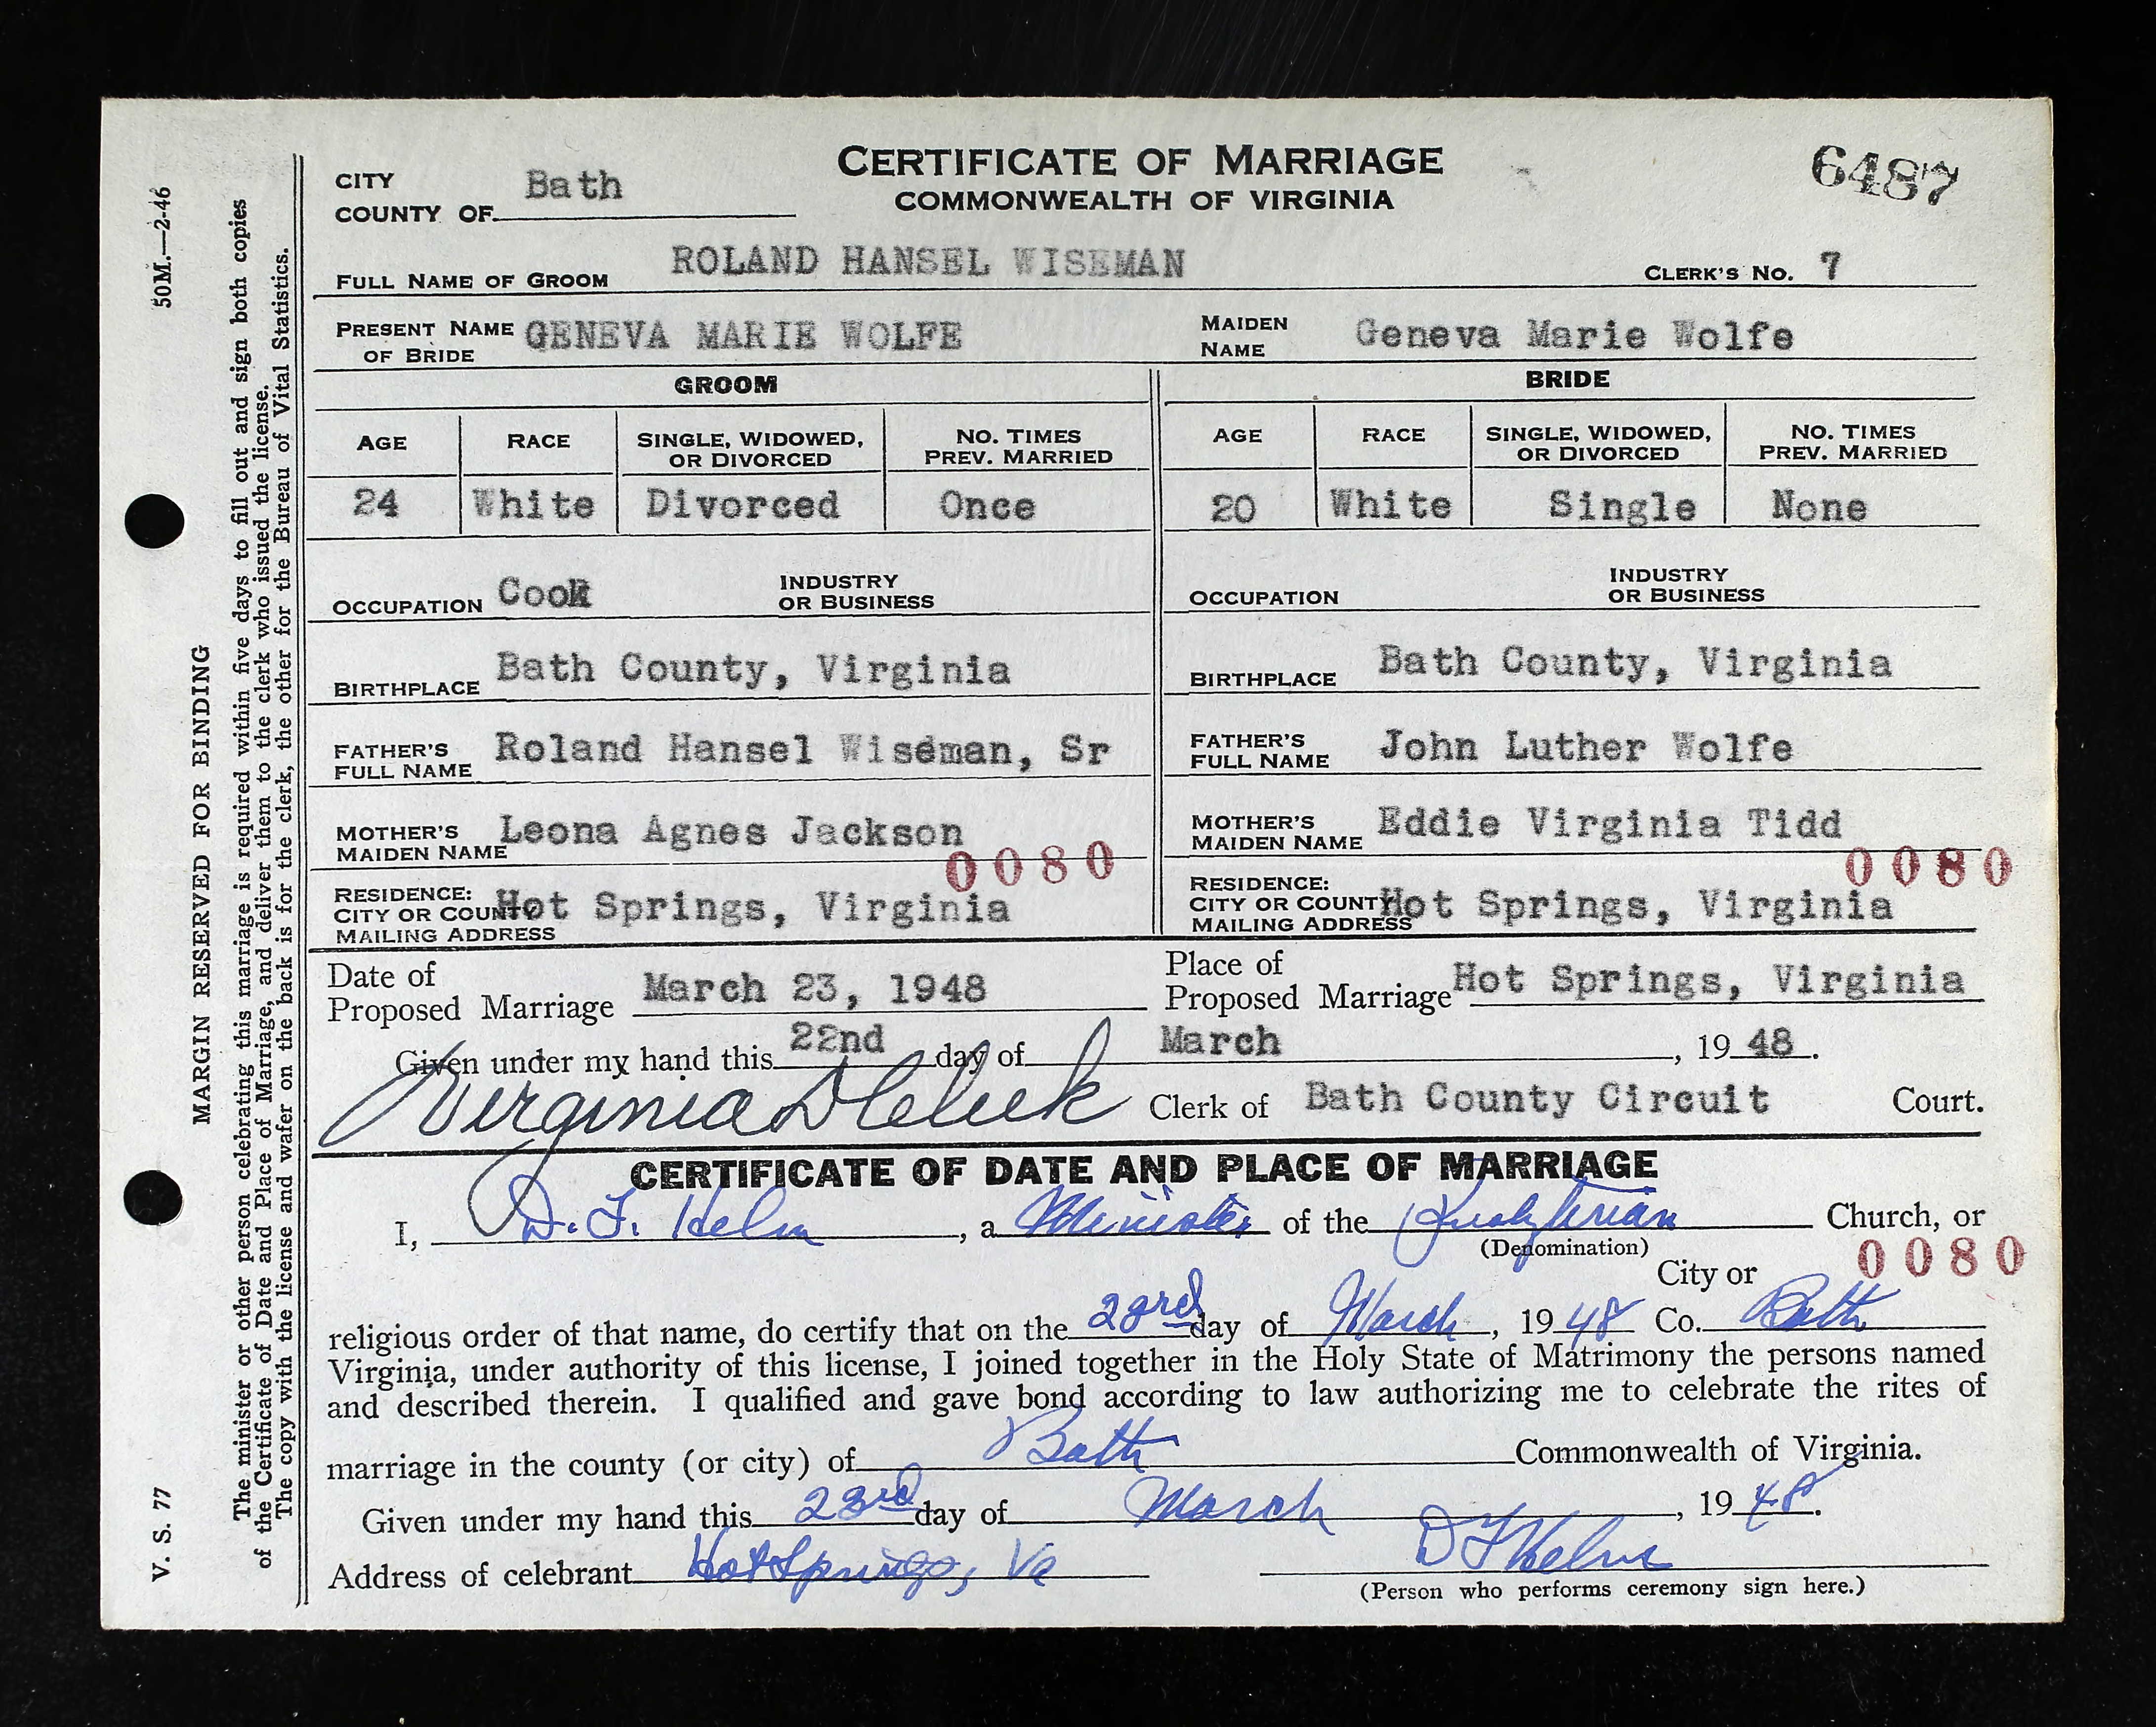 CERTIFICATE OF MARRIAGE
COMMONWEALTH OF VIRGINIA
6487
CITY
COUNTY OF Bath
FULL NAME OF GROOM ROLAND HANSEL WISEMAN CLERK'S NO. 7
PRESENT NAME OF BRIDE GENEVA MARIE WOLFE MAIDEN NAME Geneva Marie Wolfe
GROOM BRIDE
AGE RACE SINGLE, WIDOWED, OR DIVORCED NO. TIMES PREV. MARRIED AGE RACE SINGLE, WIDOWED, OR DIVORCED NO. TIMES PREV. MARRIED
24 White Divorced Once 20 White Single None
OCCUPATION Cook INDUSTRY OR BUSINESS OCCUPATION INDUSTRY OR BUSINESS
BIRTHPLACE Bath County, Virginia BIRTHPLACE Bath County, Virginia
FATHER'S FULL NAME Roland Hansel Wiseman, Sr FATHER'S FULL NAME John Luther Wolfe
MOTHER'S MAIDEN NAME Leona Agnes Jackson MOTHER'S MAIDEN NAME Eddie Virginia Tidd
0080 0080
RESIDENCE: CITY OR COUNTY MAILING ADDRESS Hot Springs, Virginia RESIDENCE: CITY OR COUNTY MAILING ADDRESS Hot Springs, Virginia
Date of Proposed Marriage March 23, 1948 Place of Proposed Marriage Hot Springs, Virginia
Given under my hand this 22nd day of March, 1948.
Virginia Clerk of Bath County Circuit Court.
CERTIFICATE OF DATE AND PLACE OF MARRIAGE
I, D. F. Helm, a Minister of the Presbyterian Church, or
(Denomination)
0080
City or
religious order of that name, do certify that on the 23rd day of March, 1948 Co. Bath
Virginia, under authority of this license, I joined together in the Holy State of Matrimony the persons named
and described therein. I qualified and gave bond according to law authorizing me to celebrate the rites of
marriage in the county (or city) of Bath Commonwealth of Virginia.
Given under my hand this 23rd day of March, 1948.
Address of celebrant Hot Springs, Va D F Helm
(Person who performs ceremony sign here.)
V. S. 77 50M.—2-46
MARGIN RESERVED FOR BINDING
The minister or other person celebrating this marriage is required within five days to fill out and sign both copies
of the Certificate of Date and Place of Marriage, and deliver them to the clerk who issued the license.
The copy with the license and wafer on the back is for the clerk, the other for the Bureau of Vital Statistics.